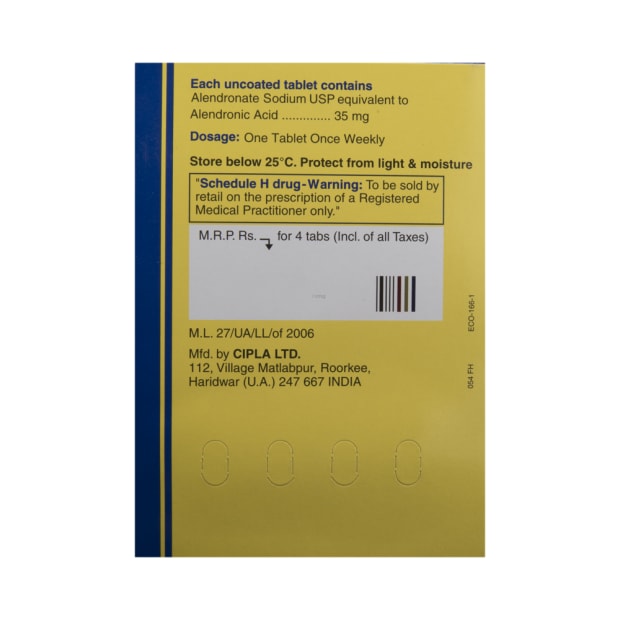 Each uncoated tablet contains
Alendronate Sodium USP equivalent to
Alendronic Acid .............. 35 mg
Dosage: One Tablet Once Weekly
Store below 25°C. Protect from light & moisture
"Schedule H drug-Warning: To be sold by
retail on the prescription of a Registered
Medical Practitioner only."
M.R.P. Rs. for 4 tabs (Incl. of all Taxes)
M.L. 27/UA/LL/of 2006
Mfd. by CIPLA LTD.
112, Village Matlabpur, Roorkee,
Haridwar (U.A.) 247 667 INDIA
ECO-166-1
054 FH